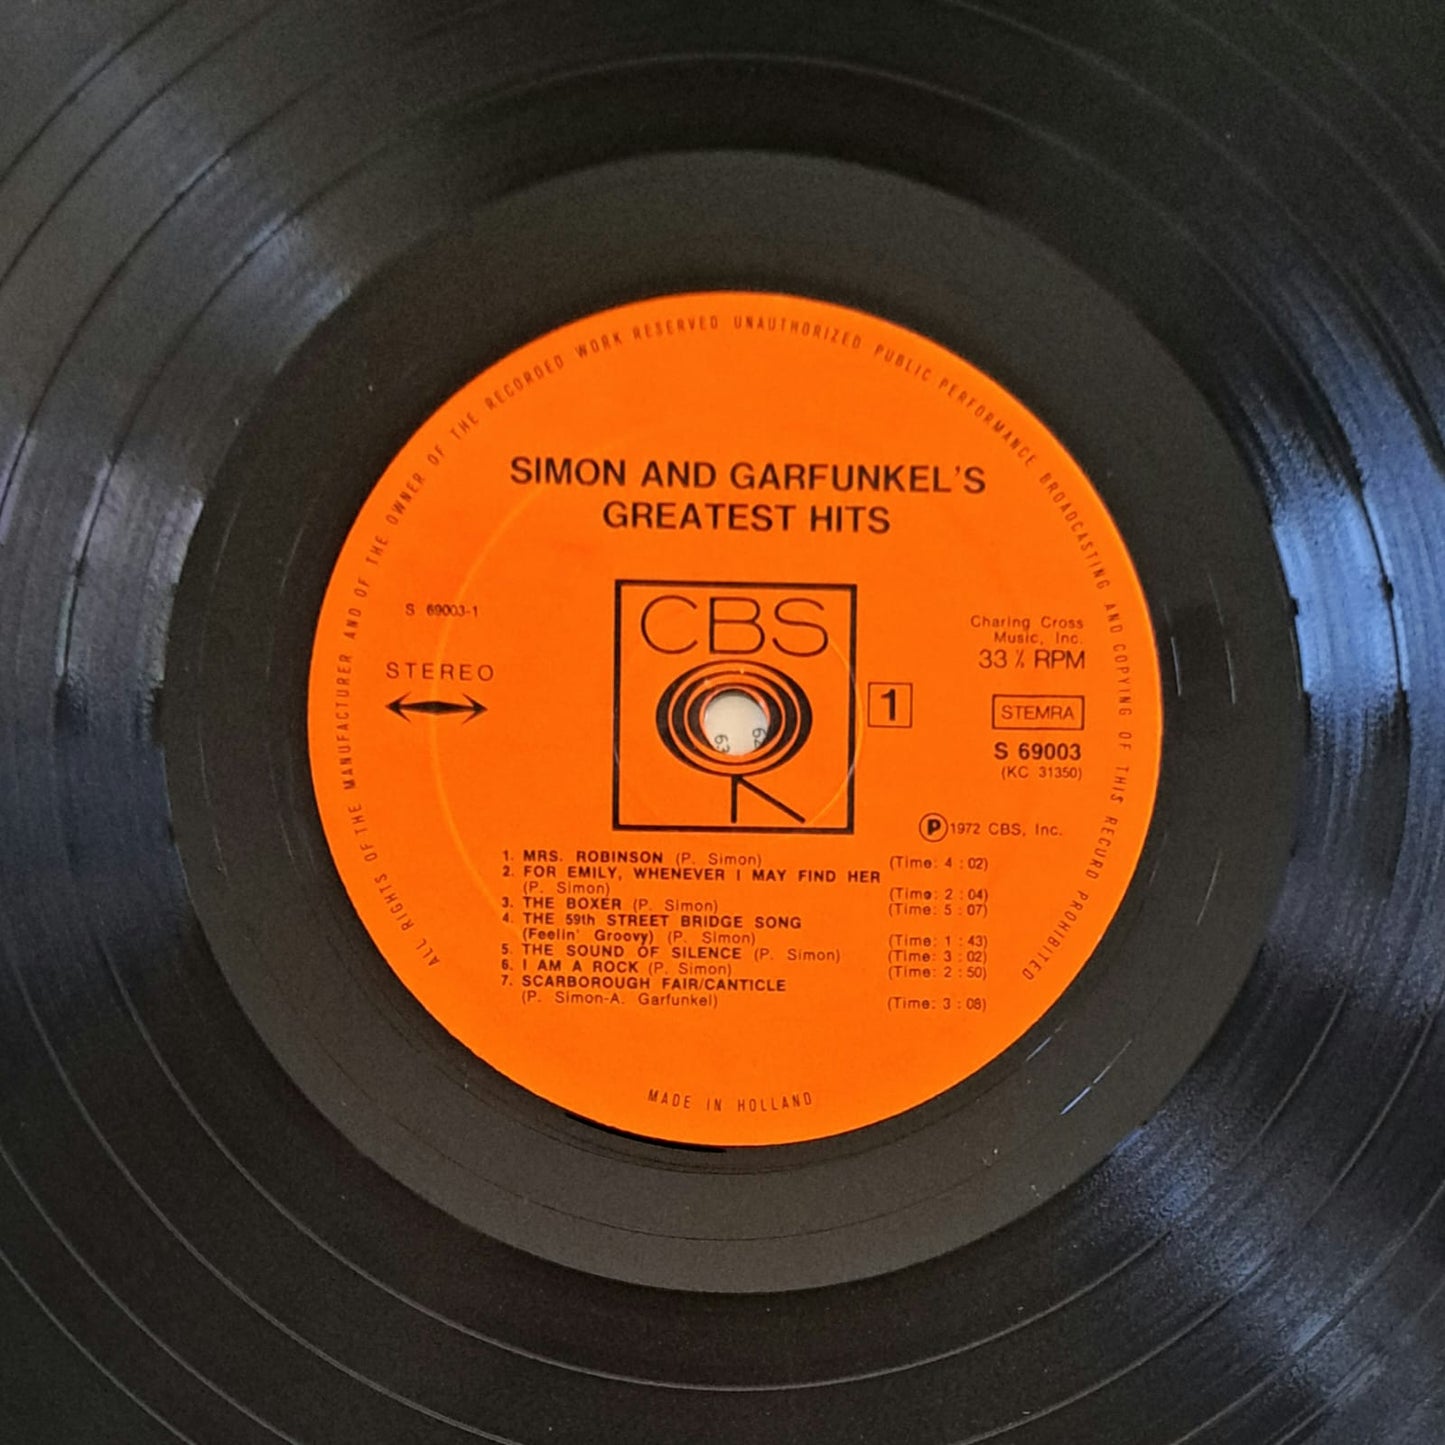 ALL RIGHTS OF THE MANUFACTURER AND OF THE OWNER OF THE RECORDED WORK RESERVED UNAUTHORIZED PUBLIC PERFORMANCE BROADCASTING AND COPYING OF THIS RECORD PROHIBITED
SIMON AND GARFUNKEL'S
GREATEST HITS
S 69003-1
STEREO
CBS
1
Charing Cross
Music, Inc.
33⅓ RPM
STEMRA
S 69003
(KC 31350)
62
63
Ⓟ 1972 CBS, Inc.
1. MRS. ROBINSON (P. Simon) (Time: 4 : 02)
2. FOR EMILY, WHENEVER I MAY FIND HER
(P. Simon) (Time: 2 : 04)
3. THE BOXER (P. Simon) (Time: 5 : 07)
4. THE 59th STREET BRIDGE SONG
(Feelin' Groovy) (P. Simon) (Time: 1 : 43)
5. THE SOUND OF SILENCE (P. Simon) (Time: 3 : 02)
6. I AM A ROCK (P. Simon) (Time: 2 : 50)
7. SCARBOROUGH FAIR/CANTICLE
(P. Simon-A. Garfunkel) (Time: 3 : 08)
MADE IN HOLLAND